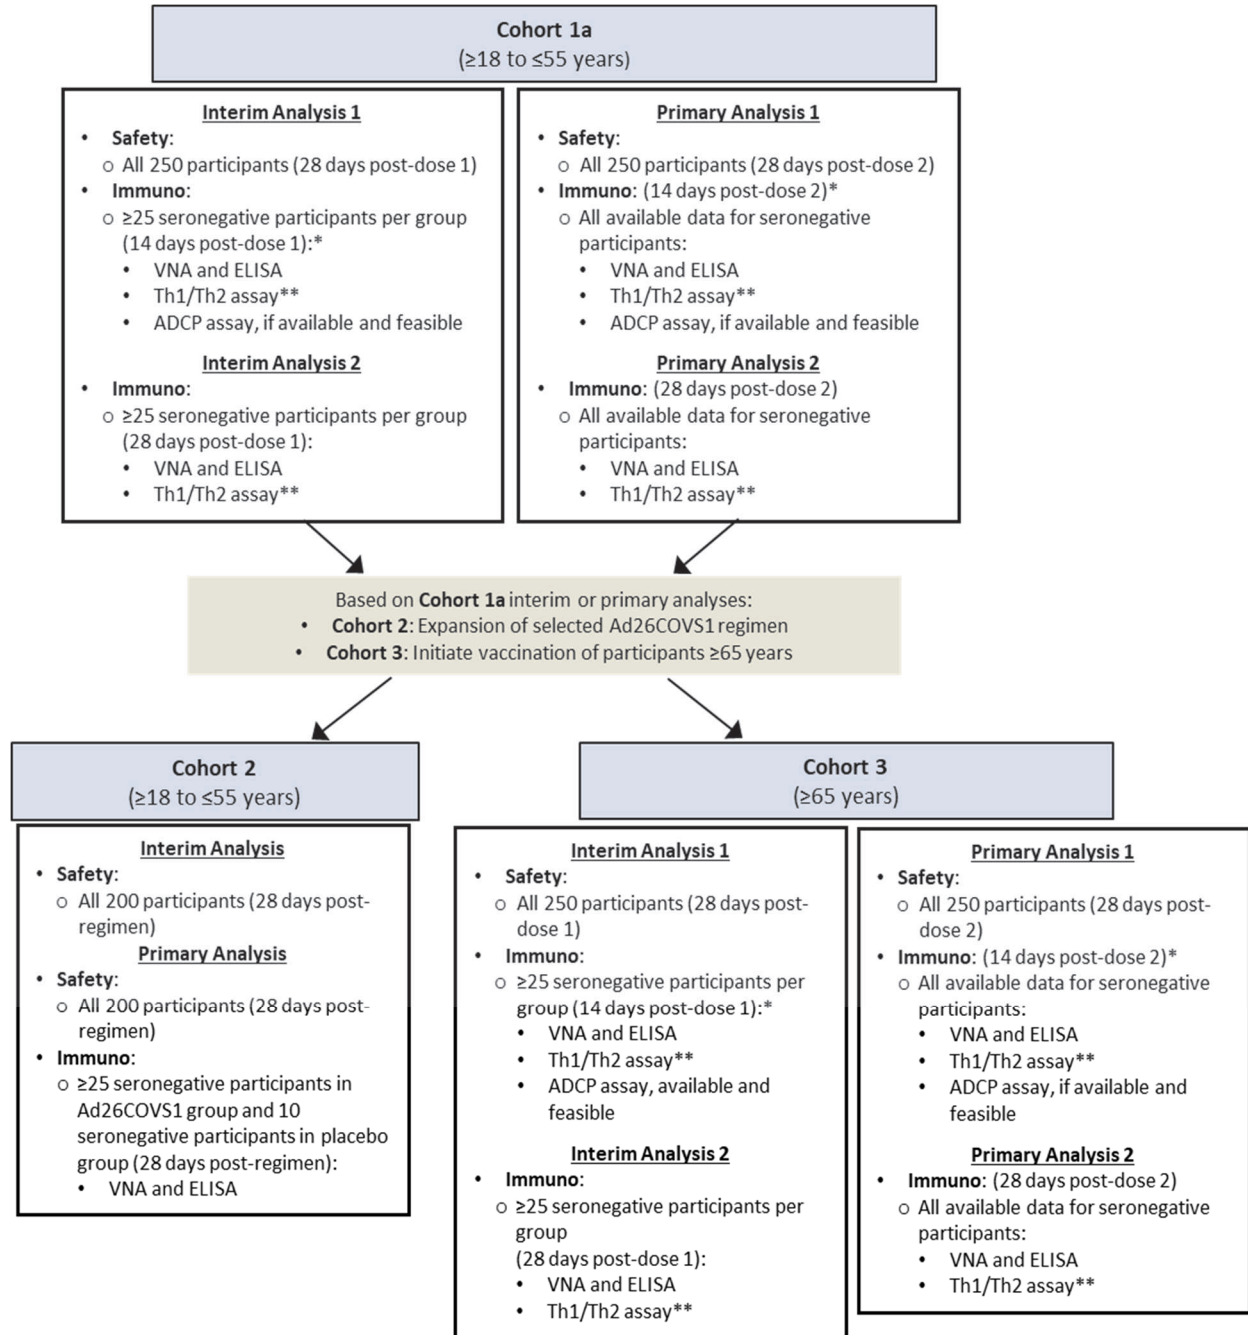 Cohort 1a
(≥18 to ≤55 years)
Interim Analysis 1
• Safety:
o All 250 participants (28 days post-dose 1)
• Immuno:
o ≥25 seronegative participants per group
(14 days post-dose 1):*
• VNA and ELISA
• Th1/Th2 assay**
• ADCP assay, if available and feasible
Interim Analysis 2
• Immuno:
o ≥25 seronegative participants per group
(28 days post-dose 1):
• VNA and ELISA
• Th1/Th2 assay**
Primary Analysis 1
• Safety:
o All 250 participants (28 days post-dose 2)
• Immuno: (14 days post-dose 2)*
o All available data for seronegative
participants:
• VNA and ELISA
• Th1/Th2 assay**
• ADCP assay, if available and feasible
Primary Analysis 2
• Immuno: (28 days post-dose 2)
o All available data for seronegative
participants:
• VNA and ELISA
• Th1/Th2 assay**
Based on Cohort 1a interim or primary analyses:
• Cohort 2: Expansion of selected Ad26COVS1 regimen
• Cohort 3: Initiate vaccination of participants ≥65 years
Cohort 2
(≥18 to ≤55 years)
Interim Analysis
• Safety:
o All 200 participants (28 days post-
regimen)
Primary Analysis
• Safety:
o All 200 participants (28 days post-
regimen)
• Immuno:
o ≥25 seronegative participants in
Ad26COVS1 group and 10
seronegative participants in placebo
group (28 days post-regimen):
• VNA and ELISA
Cohort 3
(≥65 years)
Interim Analysis 1
• Safety:
o All 250 participants (28 days post-
dose 1)
• Immuno:
o ≥25 seronegative participants per
group (14 days post-dose 1):*
• VNA and ELISA
• Th1/Th2 assay**
• ADCP assay, available and
feasible
Interim Analysis 2
• Immuno:
o ≥25 seronegative participants per
group
(28 days post-dose 1):
• VNA and ELISA
• Th1/Th2 assay**
Primary Analysis 1
• Safety:
o All 250 participants (28 days post-
dose 2)
• Immuno: (14 days post-dose 2)*
o All available data for seronegative
participants:
• VNA and ELISA
• Th1/Th2 assay**
• ADCP assay, if available and
feasible
Primary Analysis 2
• Immuno: (28 days post-dose 2)
o All available data for seronegative
participants:
• VNA and ELISA
• Th1/Th2 assay**